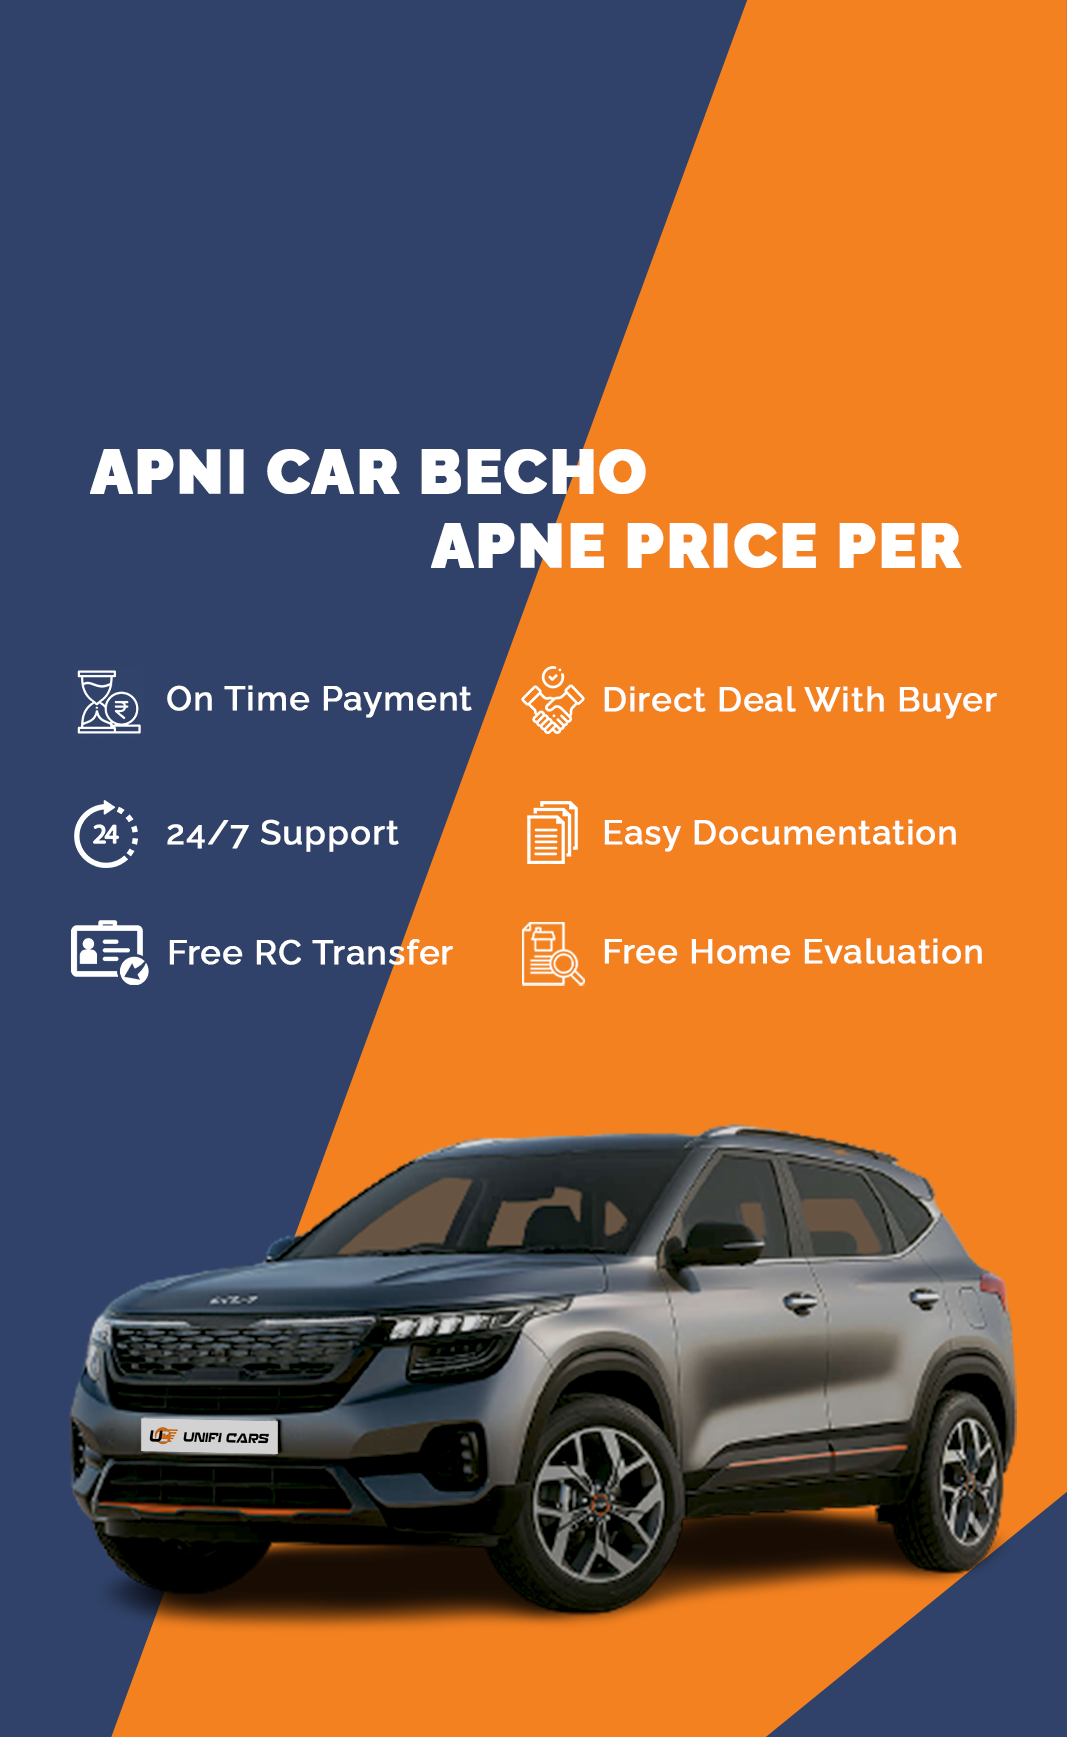 APNI CAR BECHO
APNE PRICE PER
On Time Payment
Direct Deal With Buyer
24
24/7 Support
Easy Documentation
Free RC Transfer
Free Home Evaluation
KIA
UNIFI CARS